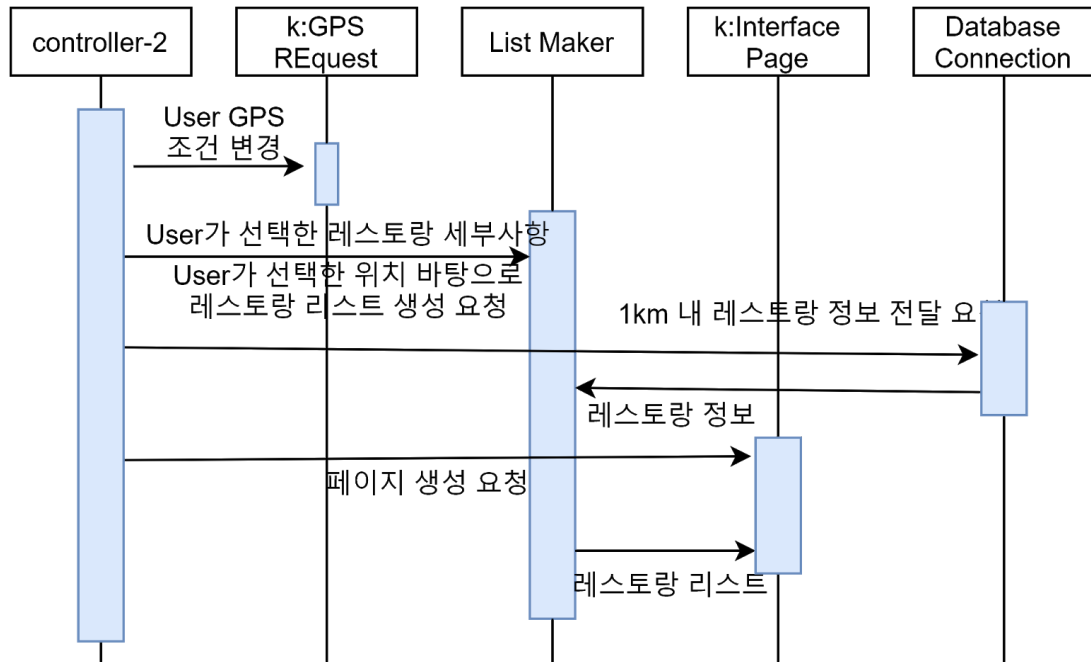 controller-2
k:GPS
REquest
List Maker
k:Interface
Page
Database
Connection
User GPS
조건 변경
User가 선택한 레스토랑 세부사항
User가 선택한 위치 바탕으로
레스토랑 리스트 생성 요청
1km 내 레스트랑 정보 전달
레스토랑 정보
페이지 생성 요청
레스토랑 리스트